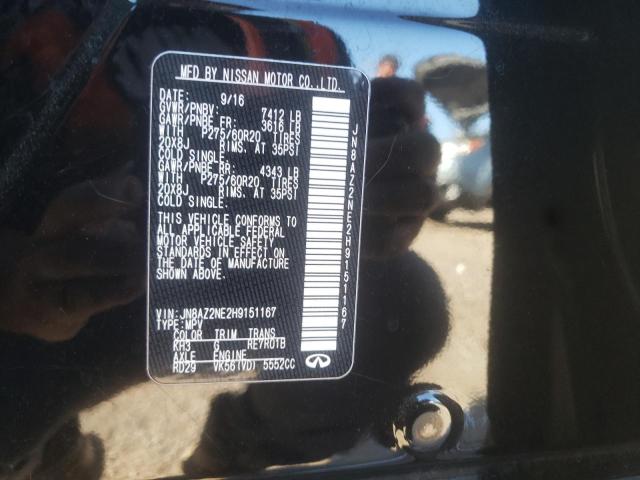 MFD BY NISSAN MOTOR CO.,LTD.
DATE: 9/16
GVWR/PNBV: 7412 LB
GAWR/PNBE FR: 3616 LB
WITH P275/60R20 TIRES
20X8J RIMS. AT 35PSI
COLD SINGLE.
GAWR/PNBE RR: 4343 LB
WITH P275/60R20 TIRES
20X8J RIMS. AT 35PSI
COLD SINGLE.
THIS VEHICLE CONFORMS TO
ALL APPLICABLE FEDERAL
MOTOR VEHICLE SAFETY
STANDARDS IN EFFECT ON
THE DATE OF MANUFACTURE
SHOWN ABOVE.
VIN: JN8AZ2NE2H9151167
TYPE: MPV
COLOR TRIM TRANS
KH3 G RE7R01B
AXLE ENGINE
RD29 VK56(VD) 5552CC
JN8AZ2NE2H9151167